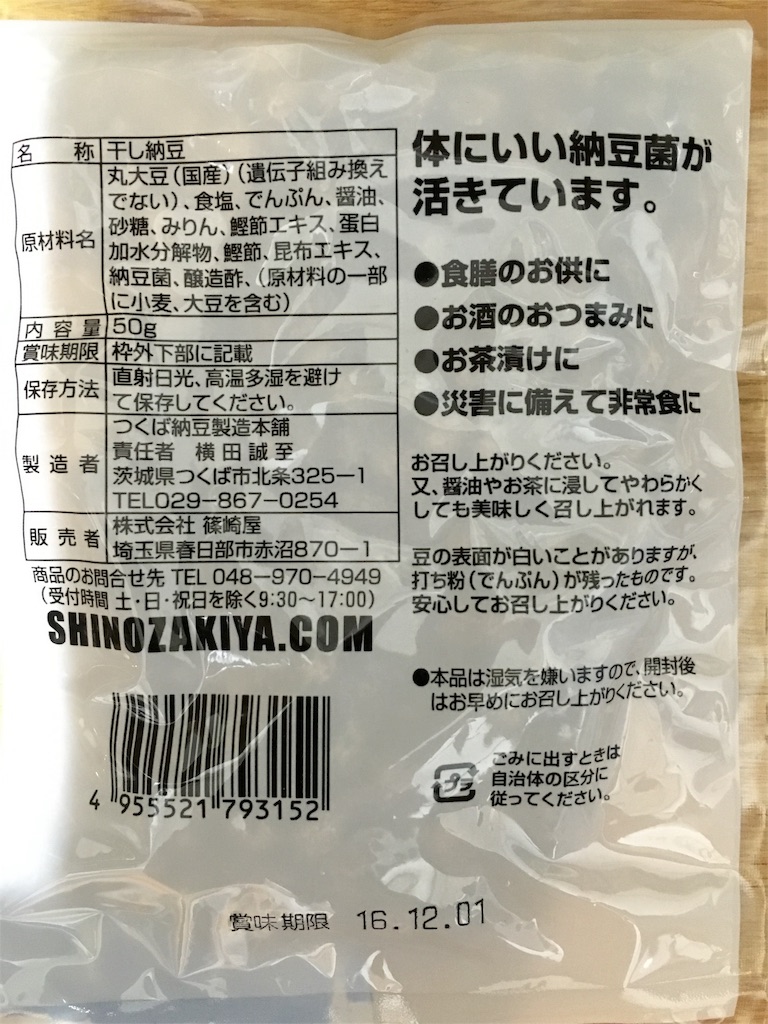 名称 干し納豆
原材料名 丸大豆(国産)(遺伝子組み換え
でない)、食塩、でんぷん、醤油、
砂糖、みりん、鰹節エキス、蛋白
加水分解物、鰹節、昆布エキス、
納豆菌、醸造酢、(原材料の一部
に小麦、大豆を含む)
内容量 50g
賞味期限 枠外下部に記載
保存方法 直射日光、高温多湿を避け
て保存してください。
製造者 つくば納豆製造本舗
責任者 横田誠至
茨城県つくば市北条325-1
TEL029-867-0254
販売者 株式会社 篠崎屋
埼玉県春日部市赤沼870-1
商品のお問合せ先 TEL 048-970-4949
(受付時間 土・日・祝日を除く9:30~17:00)
SHINOZAKIYA.COM
4 955521 793152
体にいい納豆菌が
活きています。
●食膳のお供に
●お酒のおつまみに
●お茶漬けに
●災害に備えて非常食に
お召し上がりください。
又、醤油やお茶に浸してやわらかく
しても美味しく召し上がれます。
豆の表面が白いことがありますが、
打ち粉(でんぷん)が残ったものです。
安心してお召し上がりください。
●本品は湿気を嫌いますので、開封後
はお早めにお召し上がりください。
プラ
ごみに出すときは
自治体の区分に
従ってください。
賞味期限 16.12.01